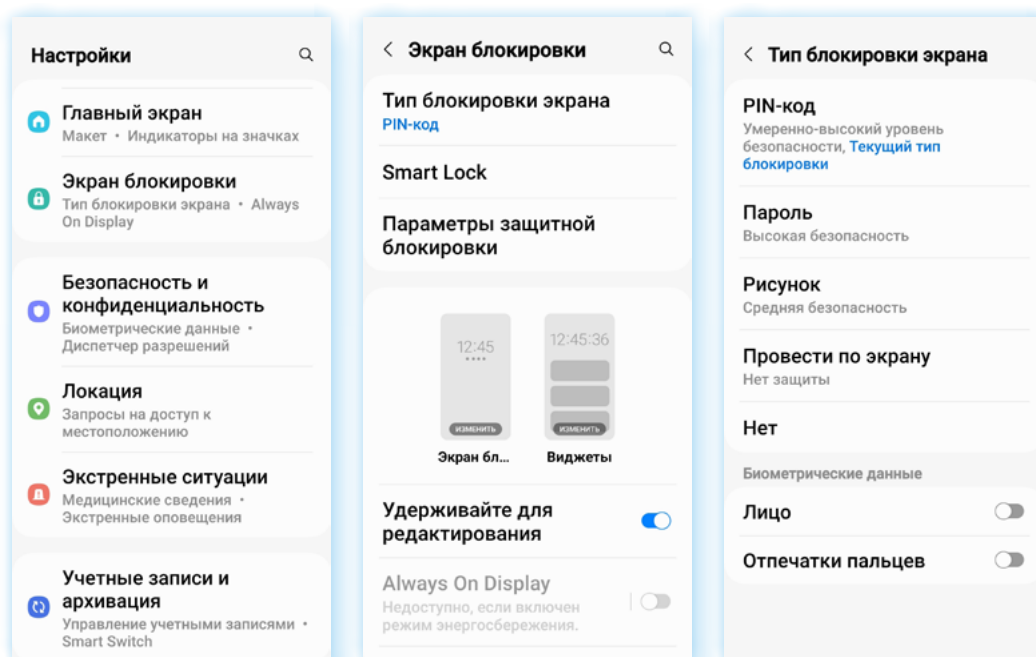 Настройки
Главный экран
Макет • Индикаторы на значках
Экран блокировки
Тип блокировки экрана • Always
On Display
Безопасность и
конфиденциальность
Биометрические данные •
Диспетчер разрешений
Локация
Запросы на доступ к
местоположению
Экстренные ситуации
Медицинские сведения •
Экстренные оповещения
Учетные записи и
архивация
Управление учетными записями •
Smart Switch
Экран блокировки
Тип блокировки экрана
PIN-код
Smart Lock
Параметры защитной
блокировки
12:45
12:45:36
ИЗМЕНИТЬ
ИЗМЕНИТЬ
Экран бл...
Виджеты
Удерживайте для
редактирования
Always On Display
Недоступно, если включен
режим энергосбережения.
Тип блокировки экрана
PIN-код
Умеренно-высокий уровень
безопасности, Текущий тип
блокировки
Пароль
Высокая безопасность
Рисунок
Средняя безопасность
Провести по экрану
Нет защиты
Нет
Биометрические данные
Лицо
Отпечатки пальцев